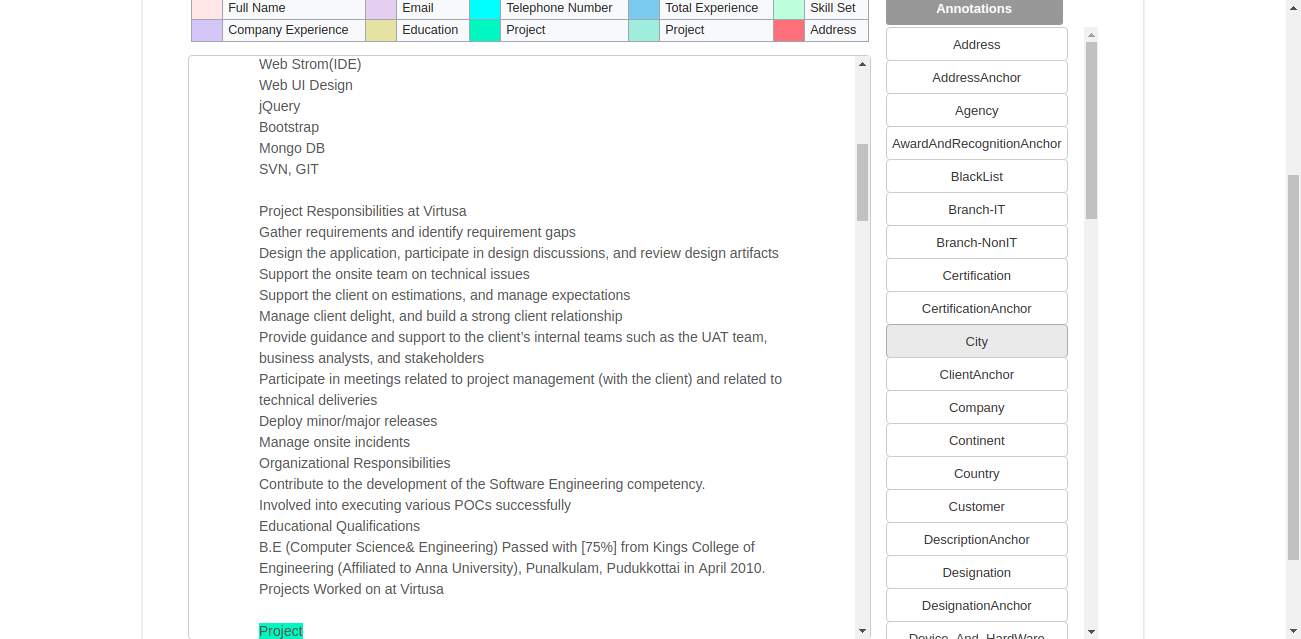 Full Name Email Telephone Number Total Experience Skill Set
Company Experience Education Project Project Address
Web Strom(IDE)
Web UI Design
jQuery
Bootstrap
Mongo DB
SVN, GIT
Project Responsibilities at Virtusa
Gather requirements and identify requirement gaps
Design the application, participate in design discussions, and review design artifacts
Support the onsite team on technical issues
Support the client on estimations, and manage expectations
Manage client delight, and build a strong client relationship
Provide guidance and support to the client’s internal teams such as the UAT team,
business analysts, and stakeholders
Participate in meetings related to project management (with the client) and related to
technical deliveries
Deploy minor/major releases
Manage onsite incidents
Organizational Responsibilities
Contribute to the development of the Software Engineering competency.
Involved into executing various POCs successfully
Educational Qualifications
B.E (Computer Science& Engineering) Passed with [75%] from Kings College of
Engineering (Affiliated to Anna University), Punalkulam, Pudukkottai in April 2010.
Projects Worked on at Virtusa
Project
Annotations
Address
AddressAnchor
Agency
AwardAndRecognitionAnchor
BlackList
Branch-IT
Branch-NonIT
Certification
CertificationAnchor
City
ClientAnchor
Company
Continent
Country
Customer
DescriptionAnchor
Designation
DesignationAnchor
Device_And_HardWare